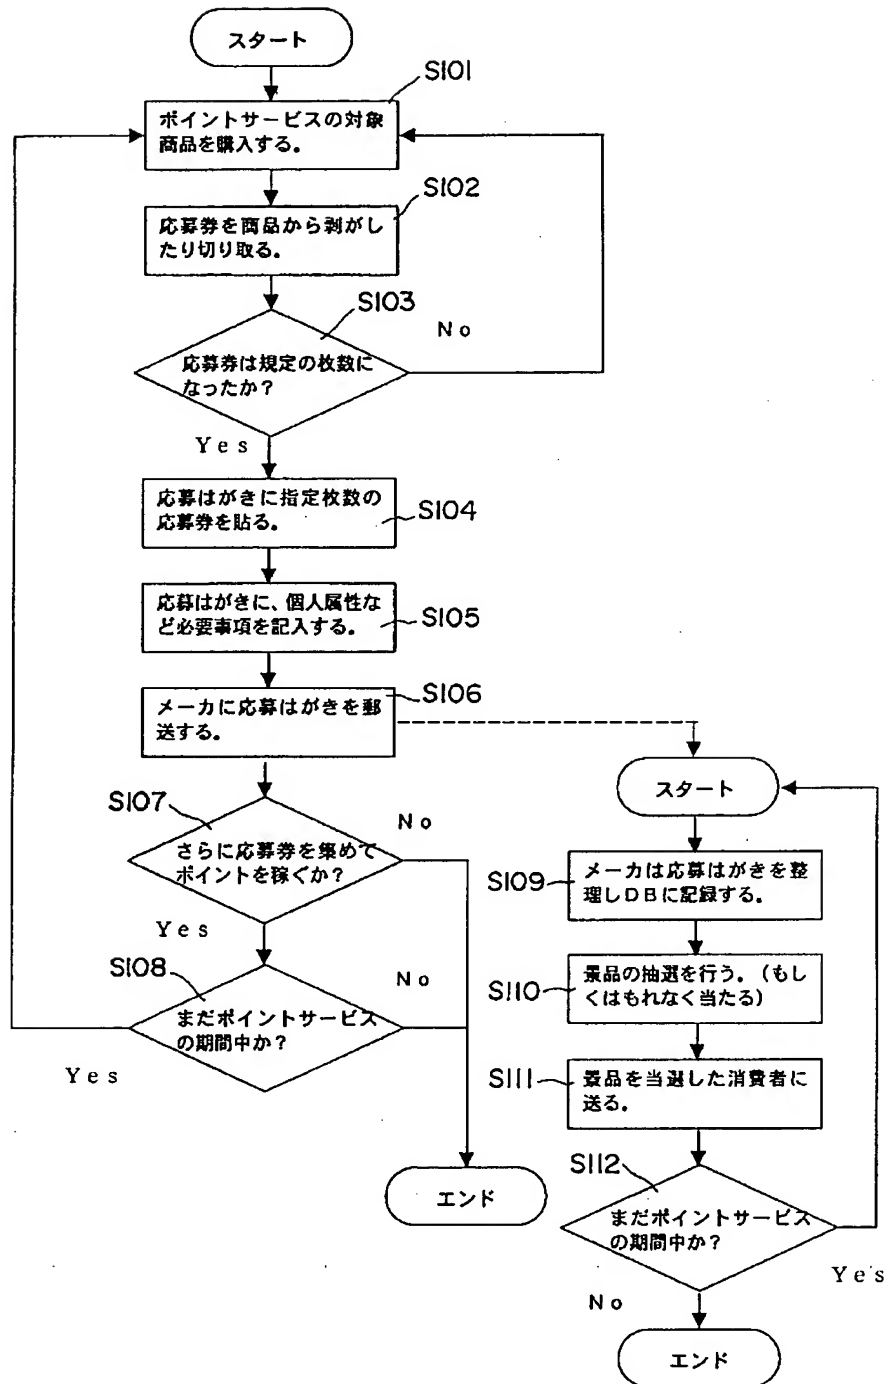 スタート
S101
ポイントサービスの対象
商品を購入する。
S102
応募券を商品から剥がし
たり切り取る。
S103
No
応募券は規定の枚数に
なったか？
Yes
応募はがきに指定枚数の
応募券を貼る。
S104
応募はがきに、個人属性な
ど必要事項を記入する。
S105
S106
メーカに応募はがきを郵
送する。
S107
No
さらに応募券を集めて
ポイントを稼ぐか？
Yes
S108
No
まだポイントサービス
の期間中か？
Yes
エンド
スタート
S109
メーカは応募はがきを整
理しDBに記録する。
S110
景品の抽選を行う。（もし
くはもれなく当たる）
S111
景品を当選した消費者に
送る。
S112
まだポイントサービス
の期間中か？
Yes
No
エンド